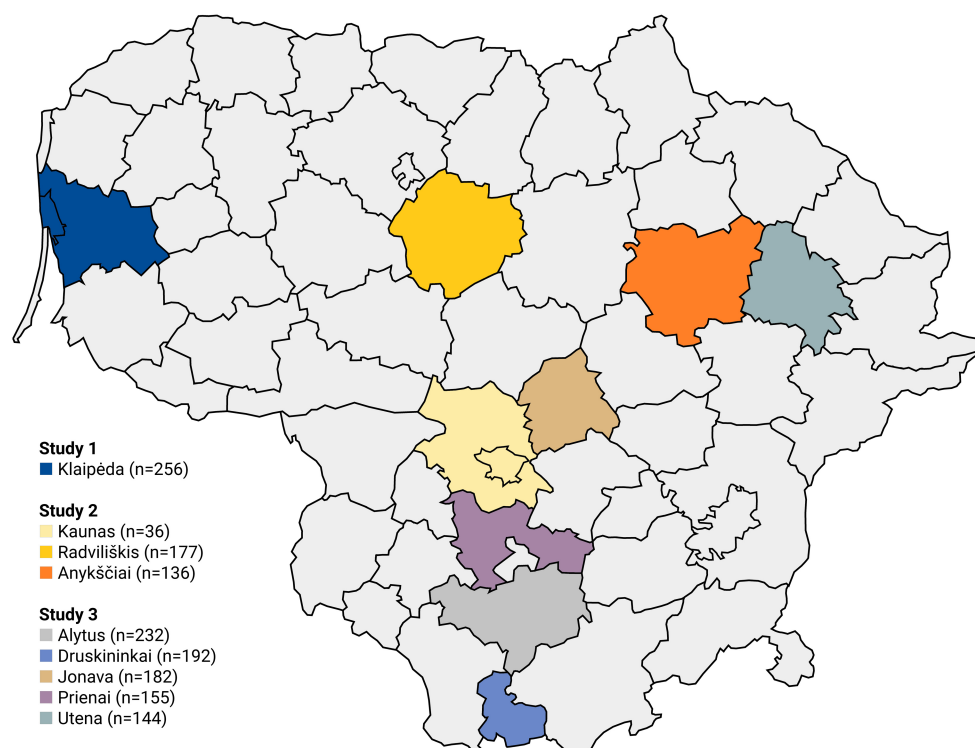 Study 1
Klaipėda (n=256)
Study 2
Kaunas (n=36)
Radviliškis (n=177)
Anykščiai (n=136)
Study 3
Alytus (n=232)
Druskininkai (n=192)
Jonava (n=182)
Prienai (n=155)
Utena (n=144)